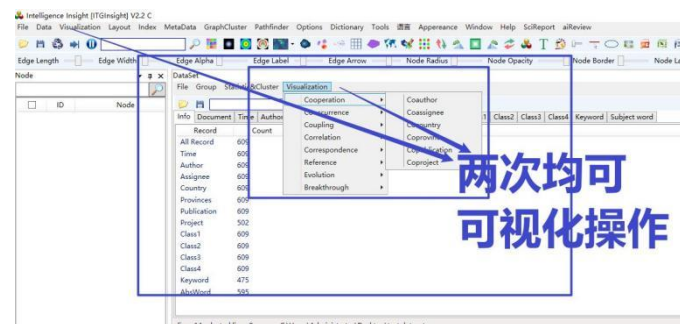 Intelligence Insight [ITGInsight] V2.2 C
File Data Visualization Layout Index MetaData GraphCluster Pathfinder Options Dictionary Tools 语言 Appereance Window Help SciReport aiReview
Edge Length Edge Width Edge Alpha Edge Label Edge Arrow Node Radius Node Opacity Node Border Node La
Node DataSet
File Group Statistic&Cluster Visualization
ID Node
Cooperation Coauthor
Cooccurrence Coassignee
Coupling Cocountry
Correlation Coprovince
Correspondence Copublication
Reference Coproject
Evolution
Breakthrough
Info Document Time Autho 1 Class2 Class3 Class4 Keyword Subject word
Record Count
All Record 609
Time 609
Author 609
Assignee 609
Country 609
Provinces 609
Publication 609
Project 502
Class1 609
Class2 609
Class3 609
Class4 609
Keyword 475
AbsWord 595
两次均可
可视化操作